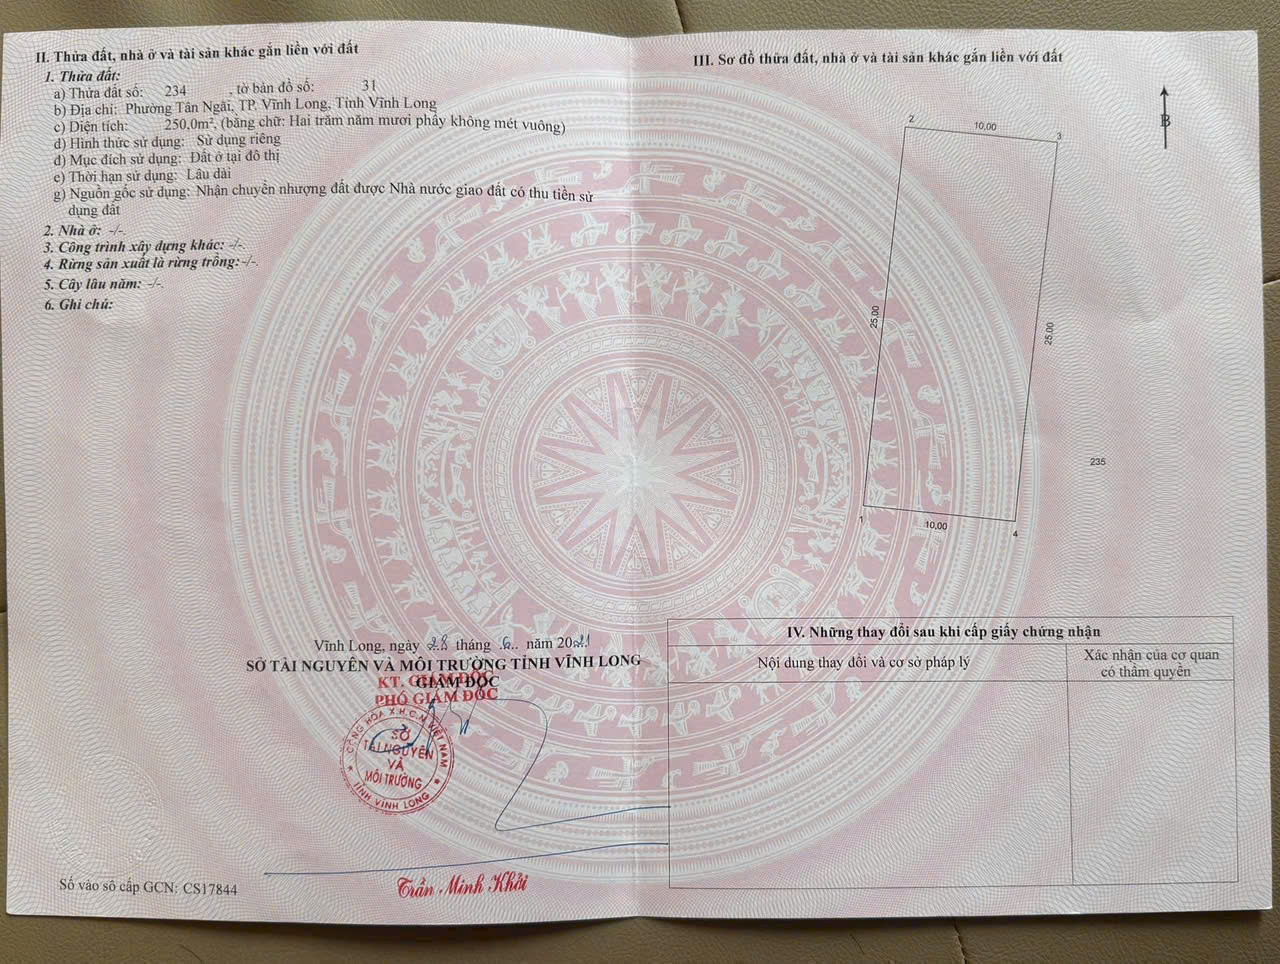 II. Thửa đất, nhà ở và tài sản khác gắn liền với đất
1. Thửa đất:
a) Thửa đất số: 234 , tờ bản đồ số: 31
b) Địa chỉ: Phường Tân Ngãi, TP. Vĩnh Long, Tỉnh Vĩnh Long
c) Diện tích: 250,0m², (bằng chữ: Hai trăm năm mươi phẩy không mét vuông)
d) Hình thức sử dụng: Sử dụng riêng
đ) Mục đích sử dụng: Đất ở tại đô thị
e) Thời hạn sử dụng: Lâu dài
g) Nguồn gốc sử dụng: Nhận chuyển nhượng đất được Nhà nước giao đất có thu tiền sử
dụng đất
2. Nhà ở: -/-.
3. Công trình xây dựng khác: -/-.
4. Rừng sản xuất là rừng trồng: -/-.
5. Cây lâu năm: -/-.
6. Ghi chú:
Vĩnh Long, ngày 28 tháng .6.. năm 2021
SỞ TÀI NGUYÊN VÀ MÔI TRƯỜNG TỈNH VĨNH LONG
GIÁM ĐỐC
KT. GIÁM ĐỐC
PHÓ GIÁM ĐỐC
CỘNG HÒA X.H.C.N VIỆT NAM
SỞ
TÀI NGUYÊN
VÀ
MÔI TRƯỜNG
TỈNH VĨNH LONG
Trần Minh Khởi
Số vào sổ cấp GCN: CS17844
III. Sơ đồ thửa đất, nhà ở và tài sản khác gắn liền với đất
B
2
10,00
3
25,00
25,00
235
1
10,00
4
IV. Những thay đổi sau khi cấp giấy chứng nhận
Nội dung thay đổi và cơ sở pháp lý
Xác nhận của cơ quan
có thẩm quyền